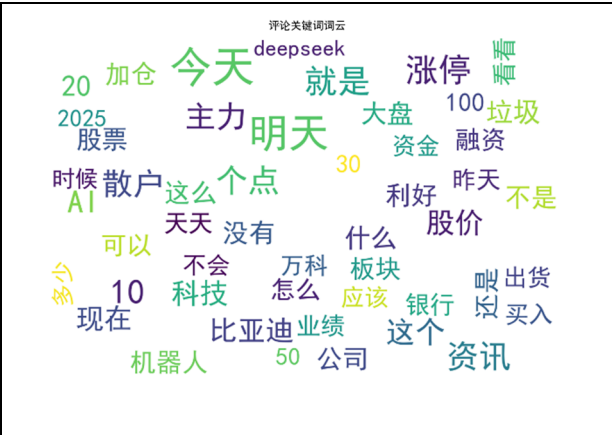 评论关键词词云
deepseek
今天
就是
涨停
看看
加仓
20
2025
主力
明天
大盘
100
垃圾
股票
资金
融资
30
时候
散户
这么
个点
昨天
利好
不是
AI
天天
没有
什么
股价
可以
不会
万科
板块
多少
10
科技
怎么
应该
银行
还是
出货
买入
现在
比亚迪
业绩
这个
机器人
50
公司
资讯